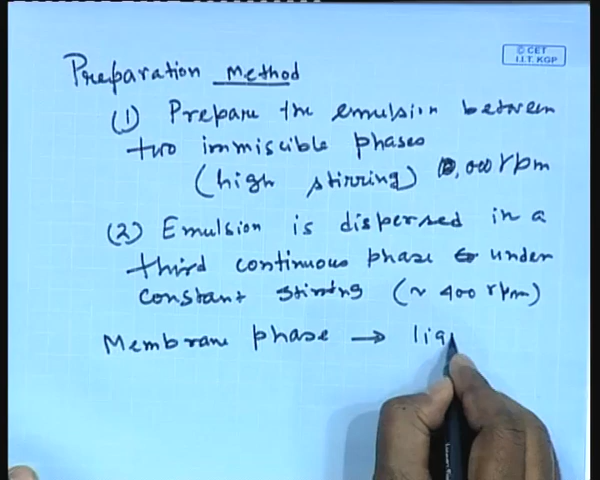 © CET
I.I.T. KGP
Preparation Method
(1) Prepare the emulsion between
two immiscible phases
(high stirring) 10,000 rpm
(2) Emulsion is dispersed in a
third continuous phase under
constant stirring (~ 400 rpm)
Membrane phase → liq